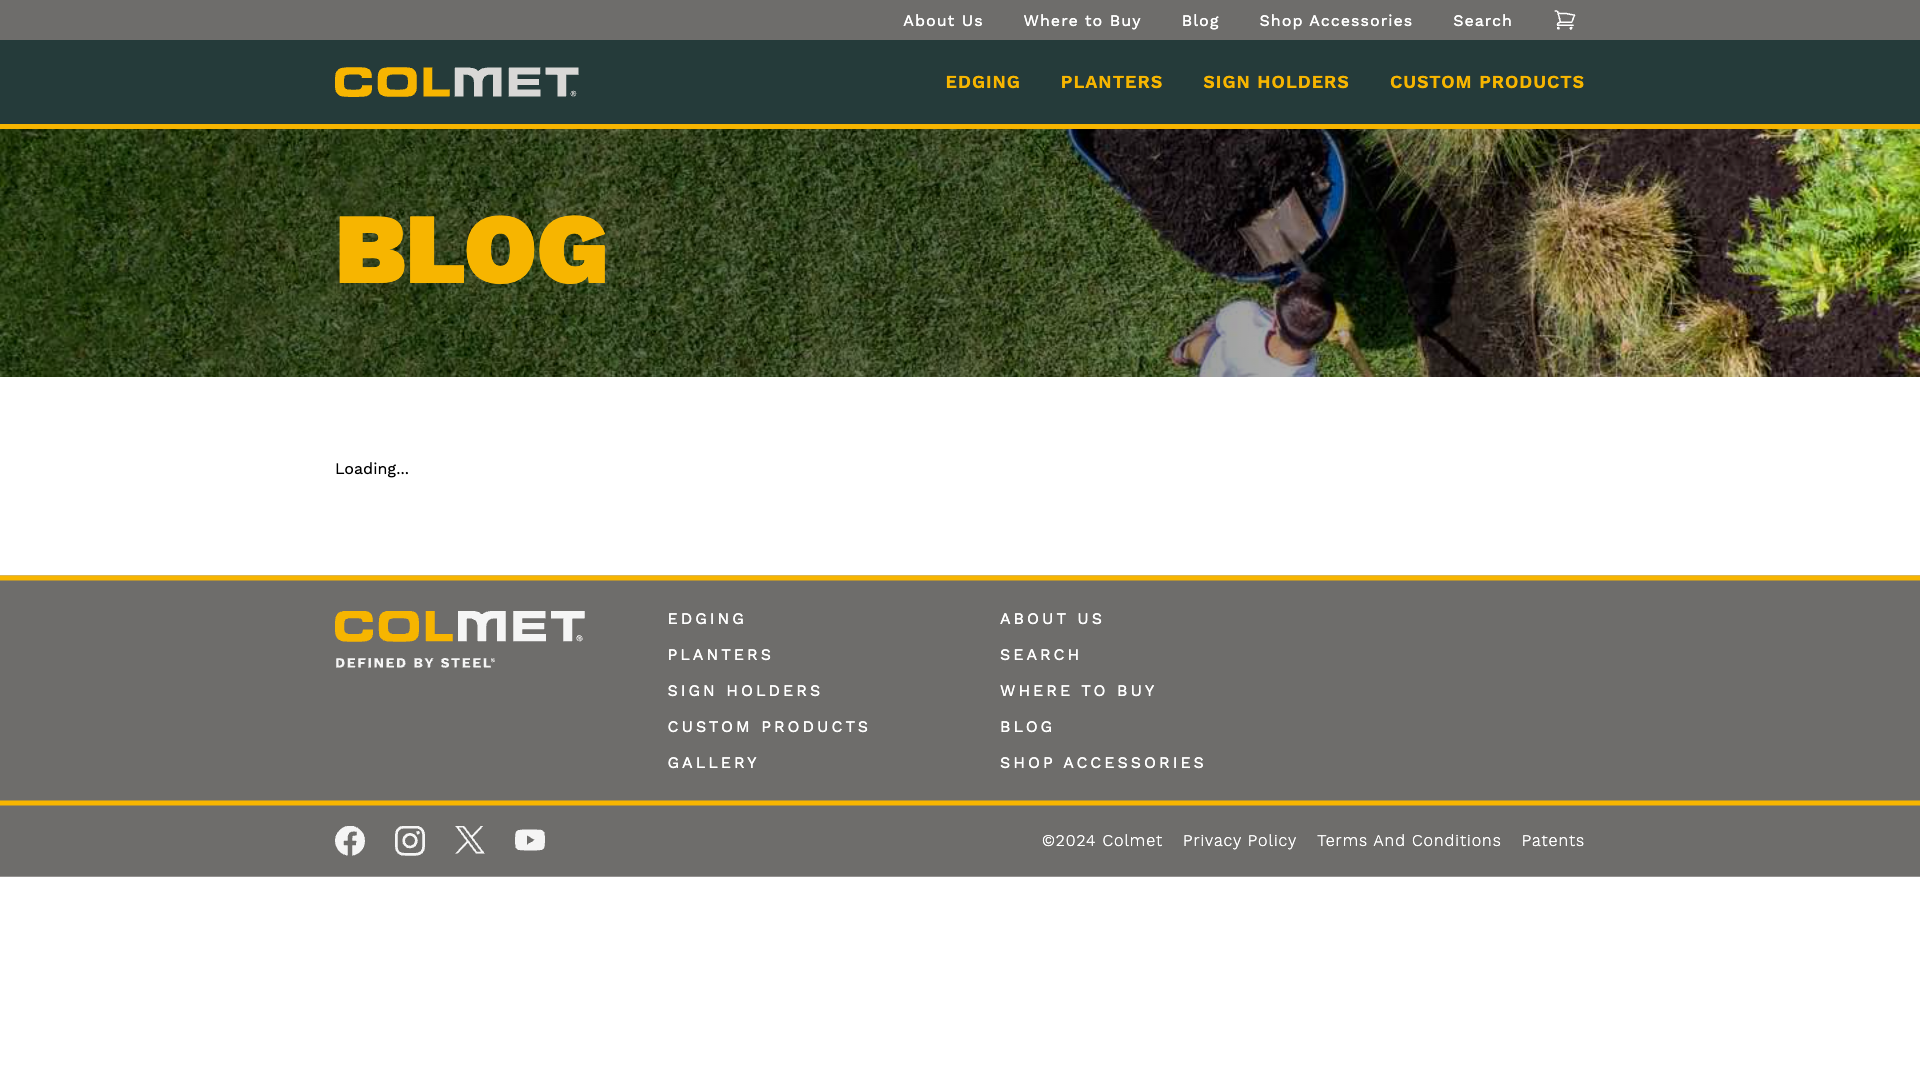 About Us Where to Buy Blog Shop Accessories Search
COLMET®
EDGING PLANTERS SIGN HOLDERS CUSTOM PRODUCTS
BLOG
Loading...
COLMET®
DEFINED BY STEEL®
EDGING
PLANTERS
SIGN HOLDERS
CUSTOM PRODUCTS
GALLERY
ABOUT US
SEARCH
WHERE TO BUY
BLOG
SHOP ACCESSORIES
©2024 Colmet Privacy Policy Terms And Conditions Patents